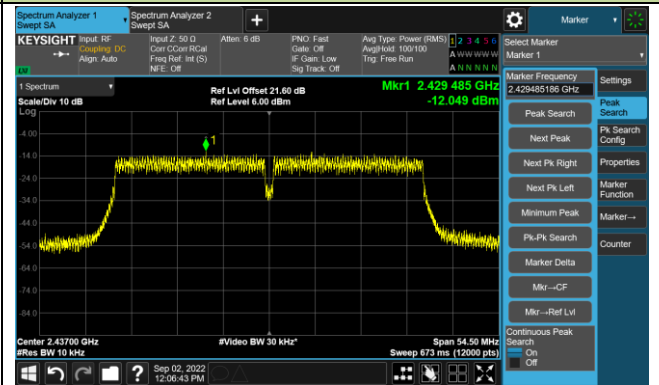 Spectrum Analyzer 1
Swept SA
Spectrum Analyzer 2
Swept SA
+
Marker
KEYSIGHT
Input: RF
Coupling: DC
Align: Auto
Input Z: 50 Ω
Corr CCorr RCal
Freq Ref: Int (S)
NFE: Off
Atten: 6 dB
PNO: Fast
Gate: Off
IF Gain: Low
Sig Track: Off
Avg Type: Power (RMS)
Avg|Hold: 100/100
Trig: Free Run
1 2 3 4 5 6
A W W W W W
A N N N N N
LXI
Select Marker
Marker 1
1 Spectrum
Scale/Div 10 dB
Log
Ref Lvl Offset 21.60 dB
Ref Level 6.00 dBm
Mkr1 2.429 485 GHz
-12.049 dBm
Marker Frequency
2.429485186 GHz
Peak Search
Next Peak
Next Pk Right
Next Pk Left
Minimum Peak
Pk-Pk Search
Marker Delta
Mkr→CF
Mkr→Ref Lvl
Continuous Peak
Search
On
Off
Settings
Peak
Search
Pk Search
Config
Properties
Marker
Function
Marker→
Counter
1
-4.00
-14.0
-24.0
-34.0
-44.0
-54.0
-64.0
-74.0
-84.0
Center 2.43700 GHz
#Res BW 10 kHz
#Video BW 30 kHz*
Span 54.50 MHz
Sweep 673 ms (12000 pts)
?
Sep 02, 2022
12:06:43 PM